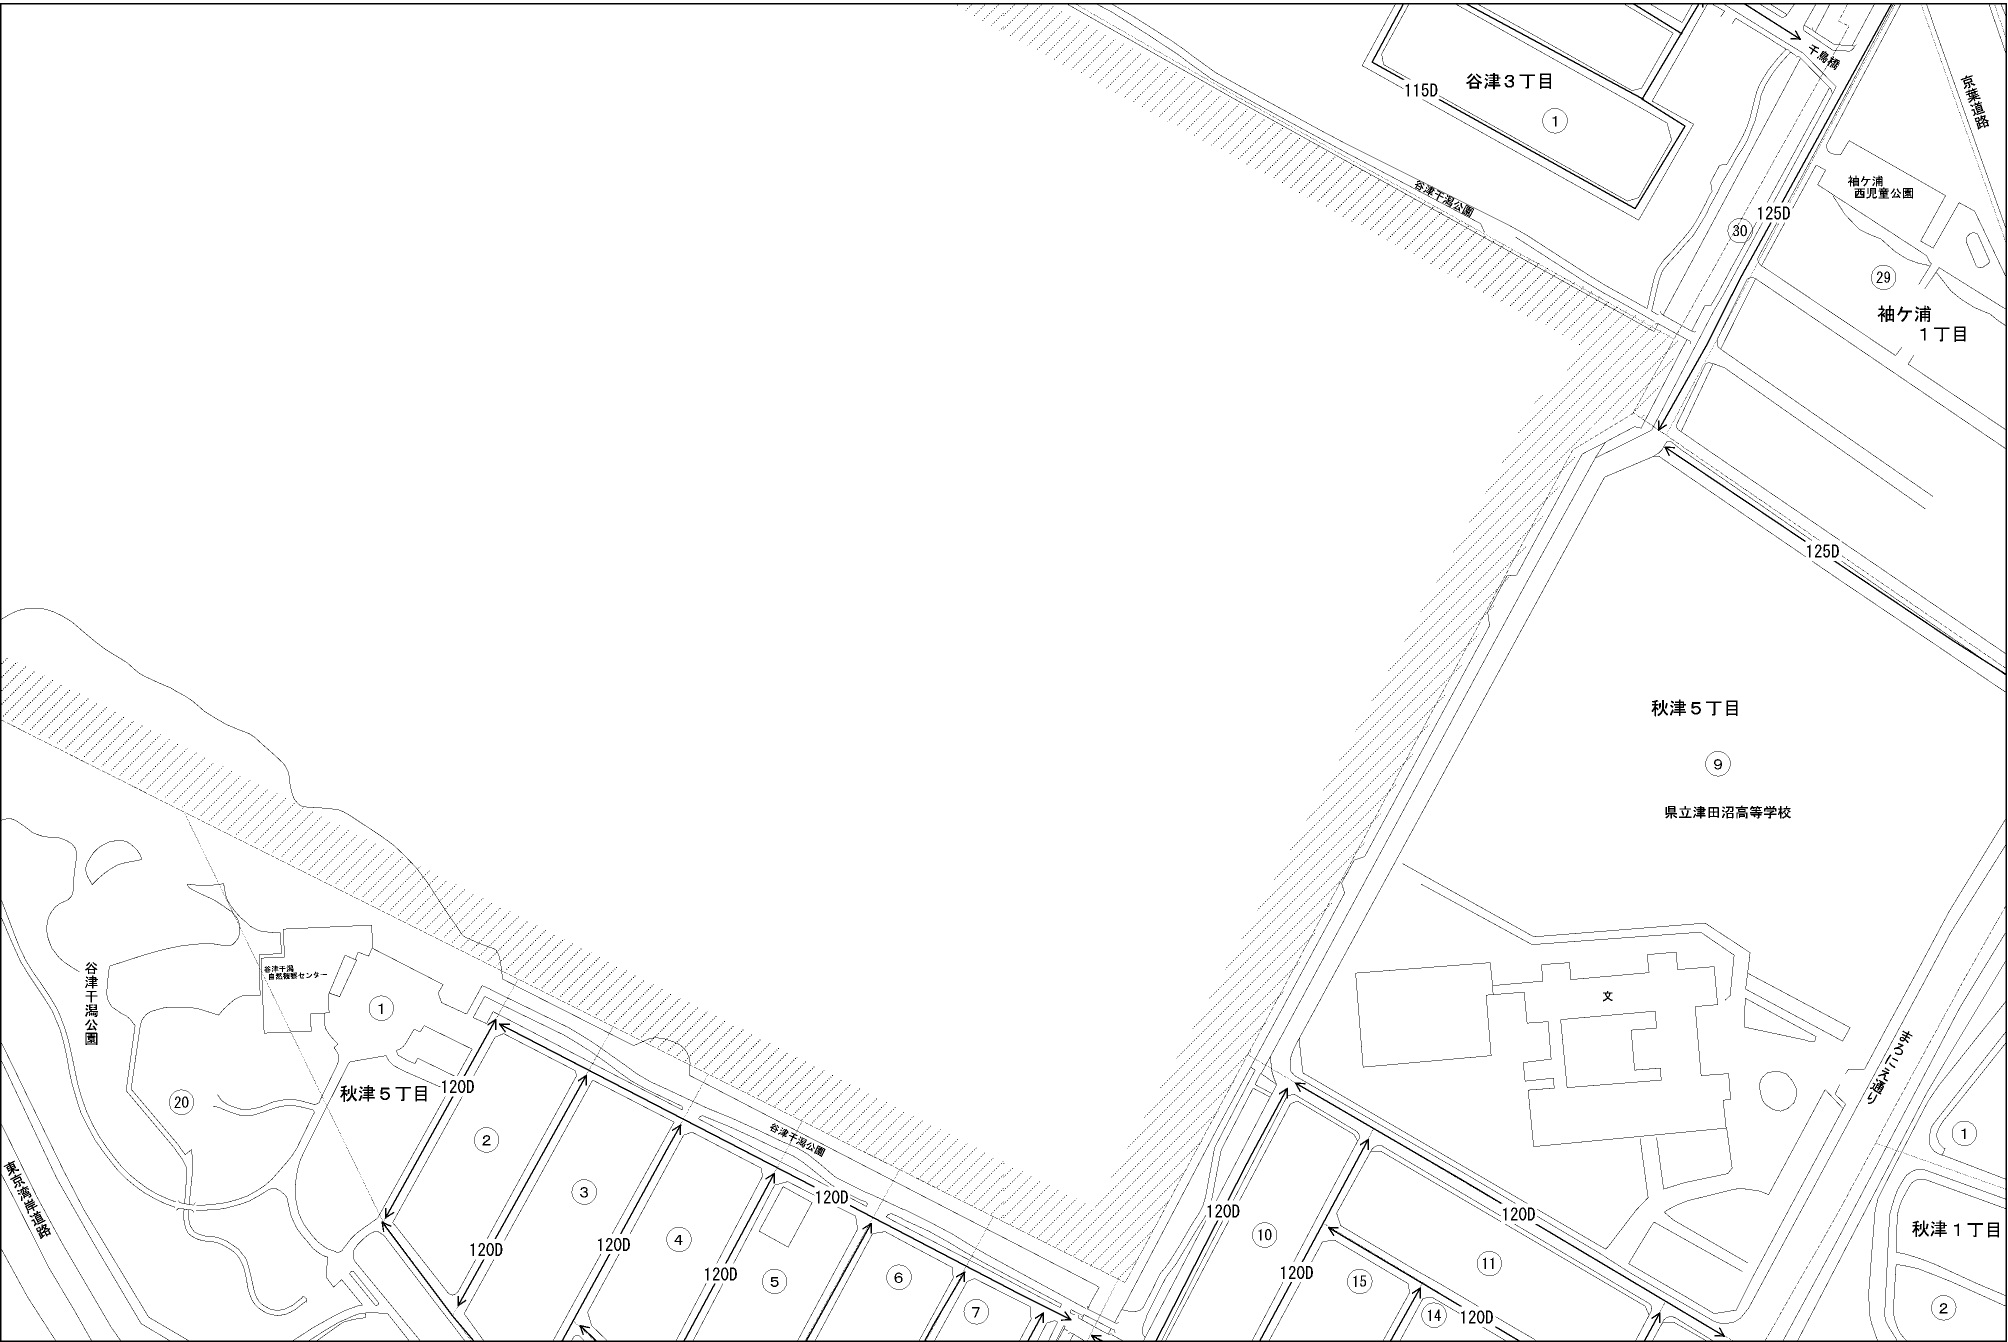 千鳥橋
京葉道路
谷津３丁目
115D
1
谷津干潟公園
袖ケ浦
西児童公園
125D
30
29
袖ケ浦
１丁目
125D
秋津５丁目
9
県立津田沼高等学校
谷津干潟公園
谷津干潟
自然観察センター
1
文
まろにえ通り
秋津５丁目
120D
20
2
谷津干潟公園
1
東京湾岸道路
3
120D
120D
4
120D
5
120D
6
7
120D
10
120D
120D
11
15
14
120D
秋津１丁目
2